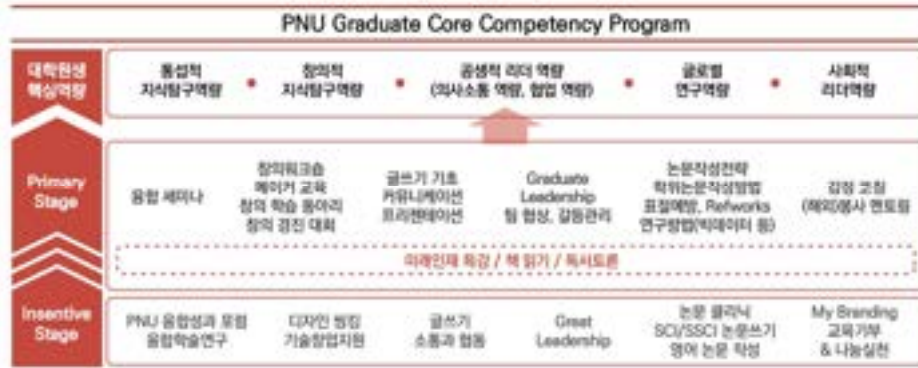 PNU Graduate Core Competency Program
대학원생
핵심역량
통섭적
지식탐구역량
창의적
지식탐구역량
공생적 리더 역량
(의사소통 역량, 협업 역량)
글로벌
연구역량
사회적
리더역량
Primary
Stage
융합 세미나
창의워크숍
메이커 교육
창의 학습 동아리
창의 경진 대회
글쓰기 기초
커뮤니케이션
프리젠테이션
Graduate
Leadership
팀 협상, 갈등관리
논문작성전략
학위논문작성방법
표절예방, Refworks
연구방법(빅데이터 등)
감정 코칭
(해외)봉사 멘토링
미래인재 특강 / 책 읽기 / 독서토론
Insentive
Stage
PNU 융합성과 포럼
융합학술연구
디자인 씽킹
기술창업지원
글쓰기
소통과 협동
Great
Leadership
논문 클리닉
SCI/SSCI 논문쓰기
영어 논문 작성
My Branding
교육기부
& 나눔실천